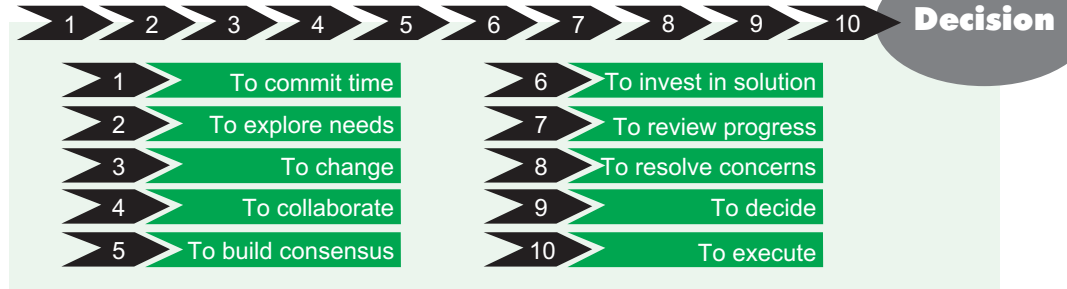 1 2 3 4 5 6 7 8 9 10 Decision
1 To commit time
2 To explore needs
3 To change
4 To collaborate
5 To build consensus
6 To invest in solution
7 To review progress
8 To resolve concerns
9 To decide
10 To execute